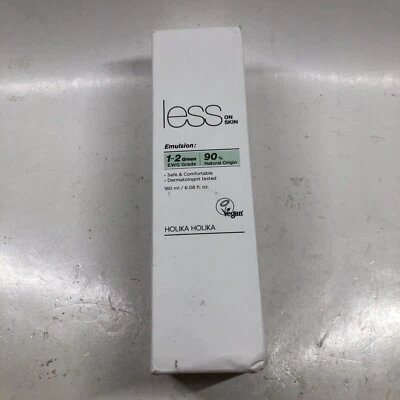 less ON
SKIN
Emulsion:
1-2 Green 90%
EWG Grade Natural Origin
• Safe & Comfortable
• Dermatologist tested
180 ml / 6.08 fl. oz.
vegan
HOLIKA HOLIKA